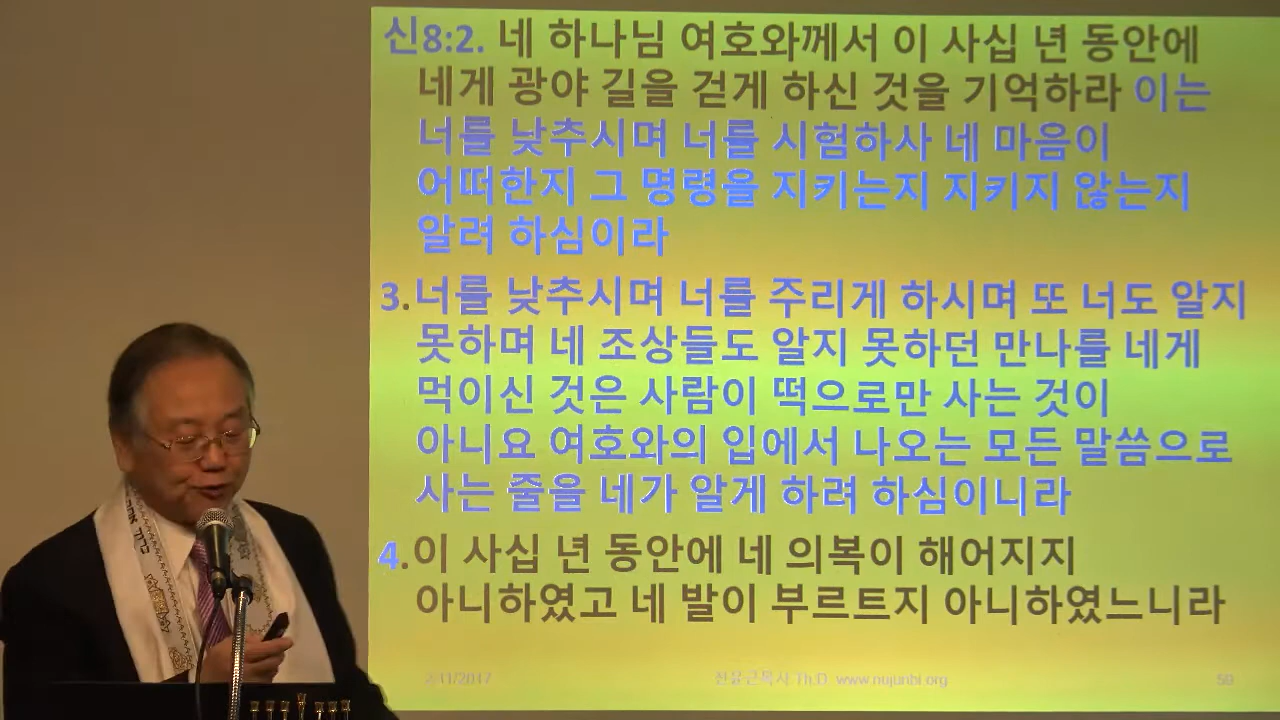 신8:2. 네 하나님 여호와께서 이 사십 년 동안에
네게 광야 길을 걷게 하신 것을 기억하라 이는
너를 낮추시며 너를 시험하사 네 마음이
어떠한지 그 명령을 지키는지 지키지 않는지
알려 하심이라
3.너를 낮추시며 너를 주리게 하시며 또 너도 알지
못하며 네 조상들도 알지 못하던 만나를 네게
먹이신 것은 사람이 떡으로만 사는 것이
아니요 여호와의 입에서 나오는 모든 말씀으로
사는 줄을 네가 알게 하려 하심이니라
4.이 사십 년 동안에 네 의복이 해어지지
아니하였고 네 발이 부르트지 아니하였느니라
2/11/2017
Th.D. www.nujunbi.org
59